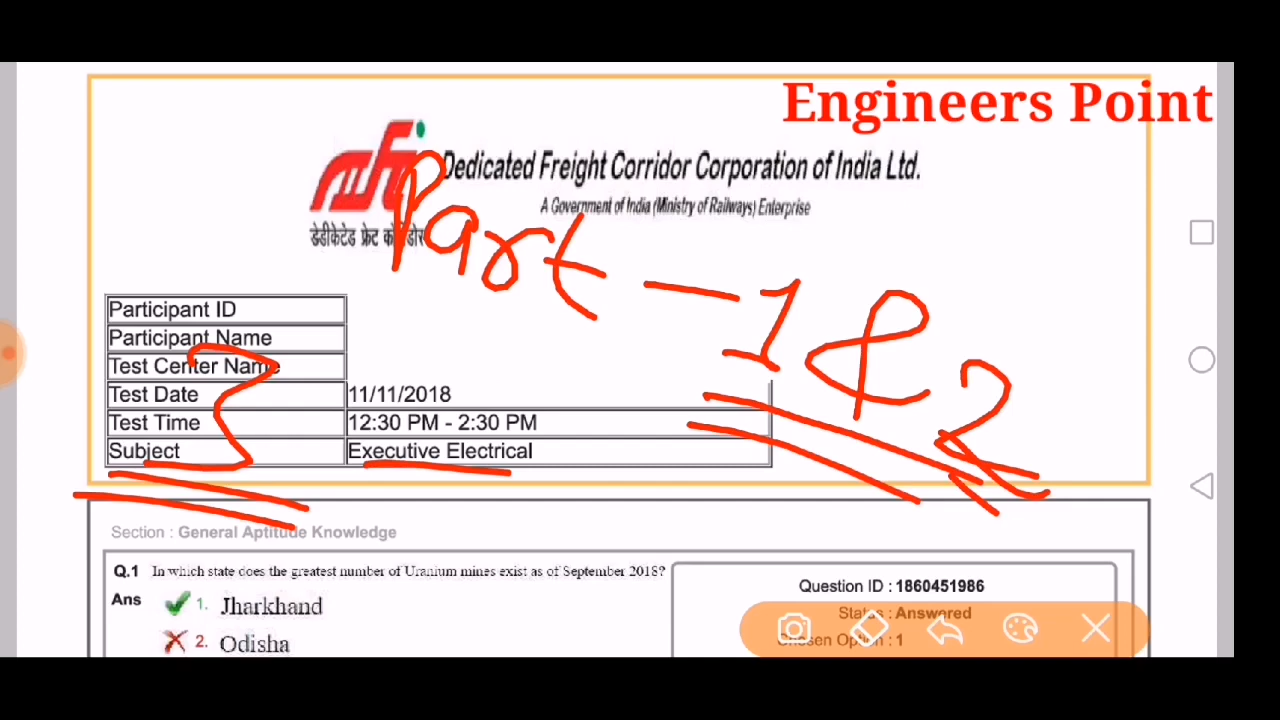 Engineers Point
Dedicated Freight Corridor Corporation of India Ltd.
A Government of India (Ministry of Railways) Enterprise
डेडीकेटेड फ्रेट
Part - 1 & 2
3
Participant ID
Participant Name
Test Center Name
Test Date 11/11/2018
Test Time 12:30 PM - 2:30 PM
Subject Executive Electrical
Section : General Aptitude Knowledge
Q.1 In which state does the greatest number of Uranium mines exist as of September 2018?
Ans 1. Jharkhand
2. Odisha
Question ID : 1860451986
Status : Answered
Chosen Option : 1